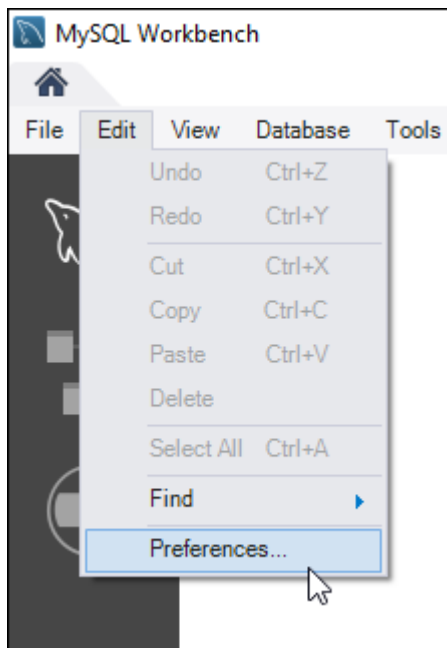 MySQL Workbench
File Edit View Database Tools
Undo Ctrl+Z
Redo Ctrl+Y
Cut Ctrl+X
Copy Ctrl+C
Paste Ctrl+V
Delete
Select All Ctrl+A
Find
Preferences...